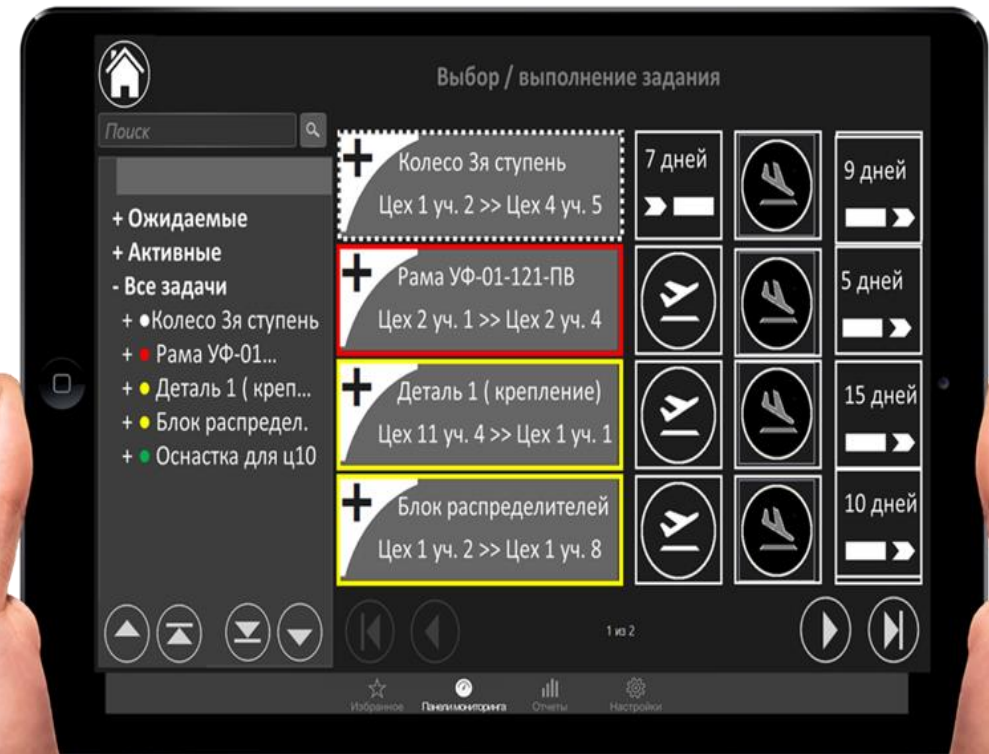 Выбор / выполнение задания
Поиск
+ Ожидаемые
+ Активные
- Все задачи
+ ●Колесо 3я ступень
+ ● Рама УФ-01...
+ ● Деталь 1 ( креп...
+ ● Блок распредел.
+ ● Оснастка для ц10
+ Колесо 3я ступень
Цех 1 уч. 2 >> Цех 4 уч. 5
7 дней
9 дней
+ Рама УФ-01-121-ПВ
Цех 2 уч. 1 >> Цех 2 уч. 4
5 дней
+ Деталь 1 ( крепление)
Цех 11 уч. 4 >> Цех 1 уч. 1
15 дней
+ Блок распределителей
Цех 1 уч. 2 >> Цех 1 уч. 8
10 дней
1 из 2
Избранное
Панели мониторинга
Отчеты
Настройки